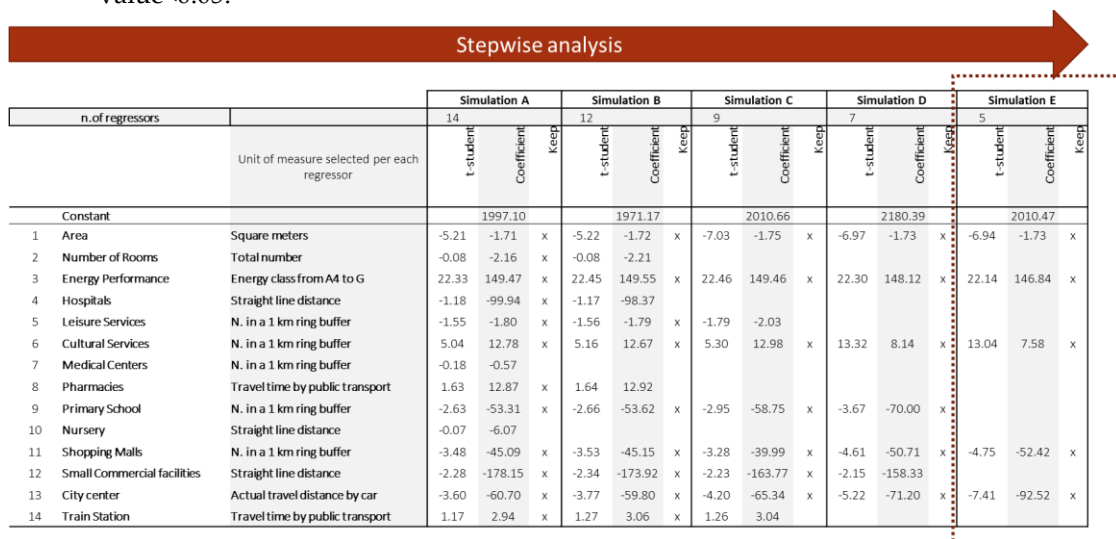 value <0.05.
Stepwise analysis
Simulation A Simulation B Simulation C Simulation D Simulation E
n.of regressors 14 12 9 7 5
Unit of measure selected per each regressor t-student Coefficient Keep t-student Coefficient Keep t-student Coefficient Keep t-student Coefficient Keep t-student Coefficient Keep
Constant 1997.10 1971.17 2010.66 2180.39 2010.47
1 Area Square meters -5.21 -1.71 x -5.22 -1.72 x -7.03 -1.75 x -6.97 -1.73 x -6.94 -1.73 x
2 Number of Rooms Total number -0.08 -2.16 x -0.08 -2.21
3 Energy Performance Energy class from A4 to G 22.33 149.47 x 22.45 149.55 x 22.46 149.46 x 22.30 148.12 x 22.14 146.84 x
4 Hospitals Straight line distance -1.18 -99.94 x -1.17 -98.37
5 Leisure Services N. in a 1 km ring buffer -1.55 -1.80 x -1.56 -1.79 x -1.79 -2.03
6 Cultural Services N. in a 1 km ring buffer 5.04 12.78 x 5.16 12.67 x 5.30 12.98 x 13.32 8.14 x 13.04 7.58 x
7 Medical Centers N. in a 1 km ring buffer -0.18 -0.57
8 Pharmacies Travel time by public transport 1.63 12.87 x 1.64 12.92
9 Primary School N. in a 1 km ring buffer -2.63 -53.31 x -2.66 -53.62 x -2.95 -58.75 x -3.67 -70.00 x
10 Nursery Straight line distance -0.07 -6.07
11 Shopping Malls N. in a 1 km ring buffer -3.48 -45.09 x -3.53 -45.15 x -3.28 -39.99 x -4.61 -50.71 x -4.75 -52.42 x
12 Small Commercial facilities Straight line distance -2.28 -178.15 x -2.34 -173.92 x -2.23 -163.77 x -2.15 -158.33
13 City center Actual travel distance by car -3.60 -60.70 x -3.77 -59.80 x -4.20 -65.34 x -5.22 -71.20 x -7.41 -92.52 x
14 Train Station Travel time by public transport 1.17 2.94 x 1.27 3.06 x 1.26 3.04